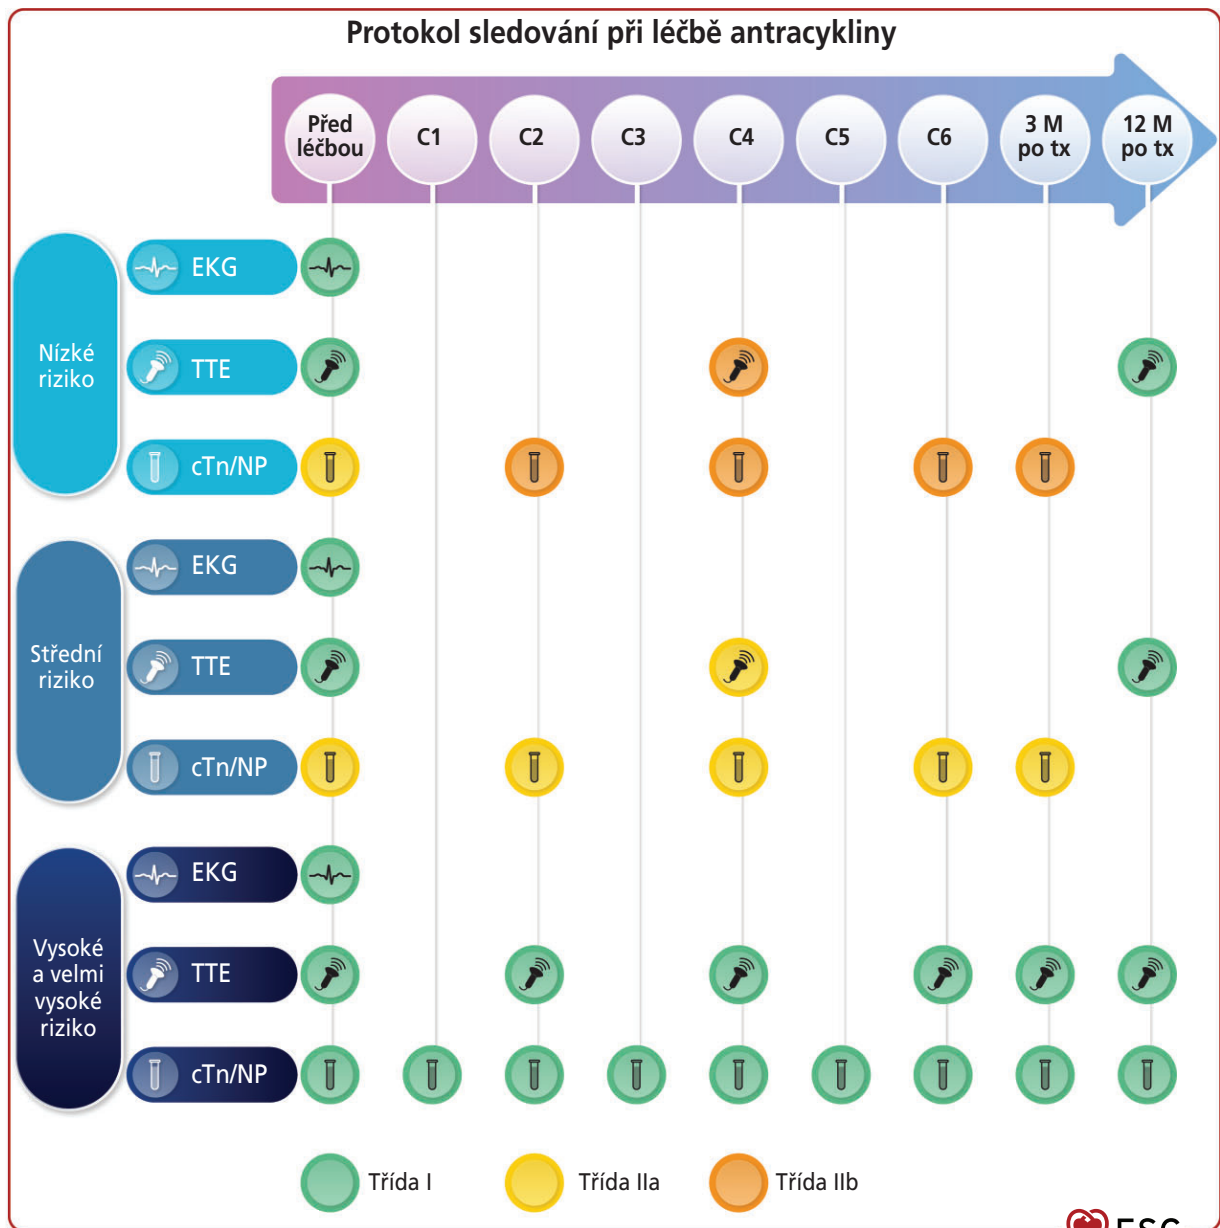 Protokol sledování při léčbě antracykliny
Před
léčbou
C1
C2
C3
C4
C5
C6
3 M
po tx
12 M
po tx
Nízké
riziko
EKG
TTE
cTn/NP
Střední
riziko
EKG
TTE
cTn/NP
Vysoké
a velmi
vysoké
riziko
EKG
TTE
cTn/NP
Třída I
Třída IIa
Třída IIb
ESC